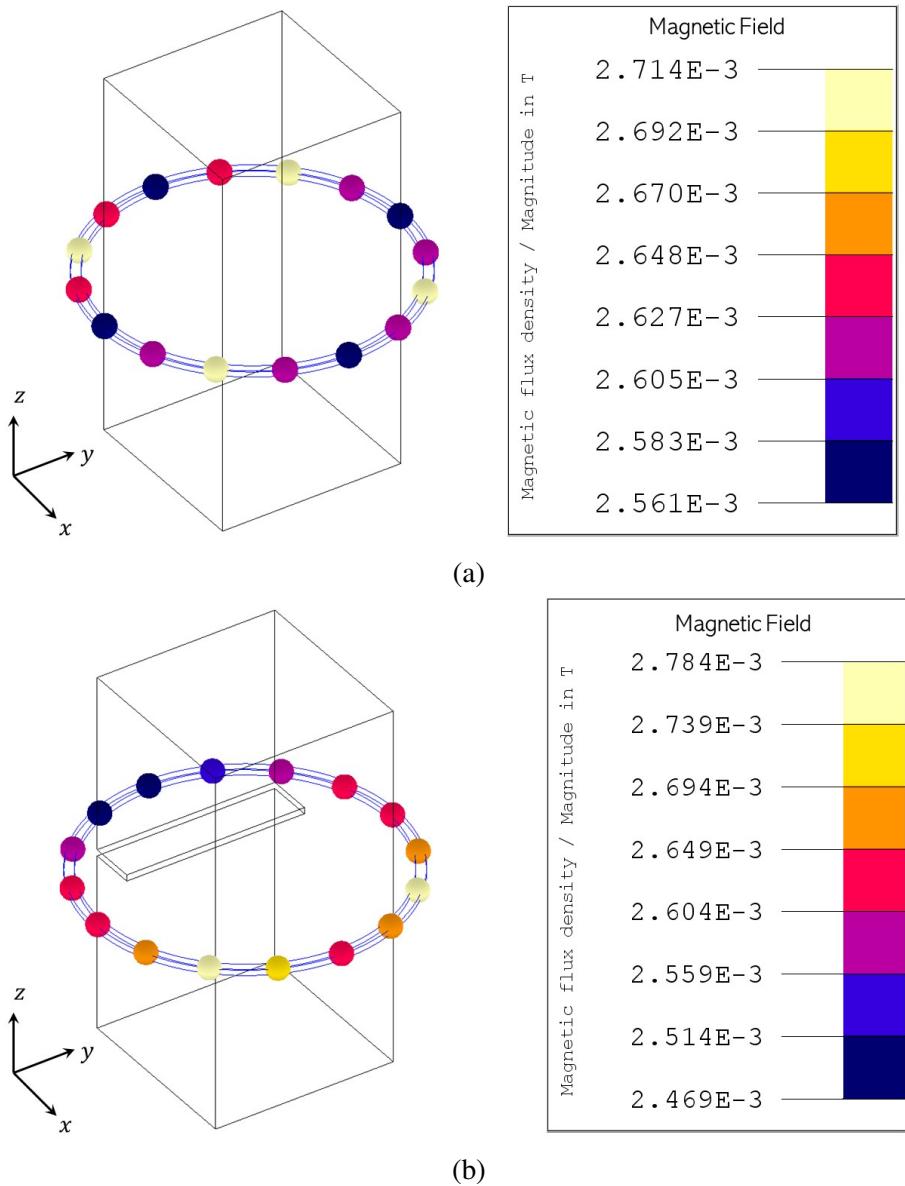 Magnetic Field
Magnetic flux density / Magnitude in T
2.714E-3
2.692E-3
2.670E-3
2.648E-3
2.627E-3
2.605E-3
2.583E-3
2.561E-3
z
y
x
(a)
Magnetic Field
Magnetic flux density / Magnitude in T
2.784E-3
2.739E-3
2.694E-3
2.649E-3
2.604E-3
2.559E-3
2.514E-3
2.469E-3
z
y
x
(b)